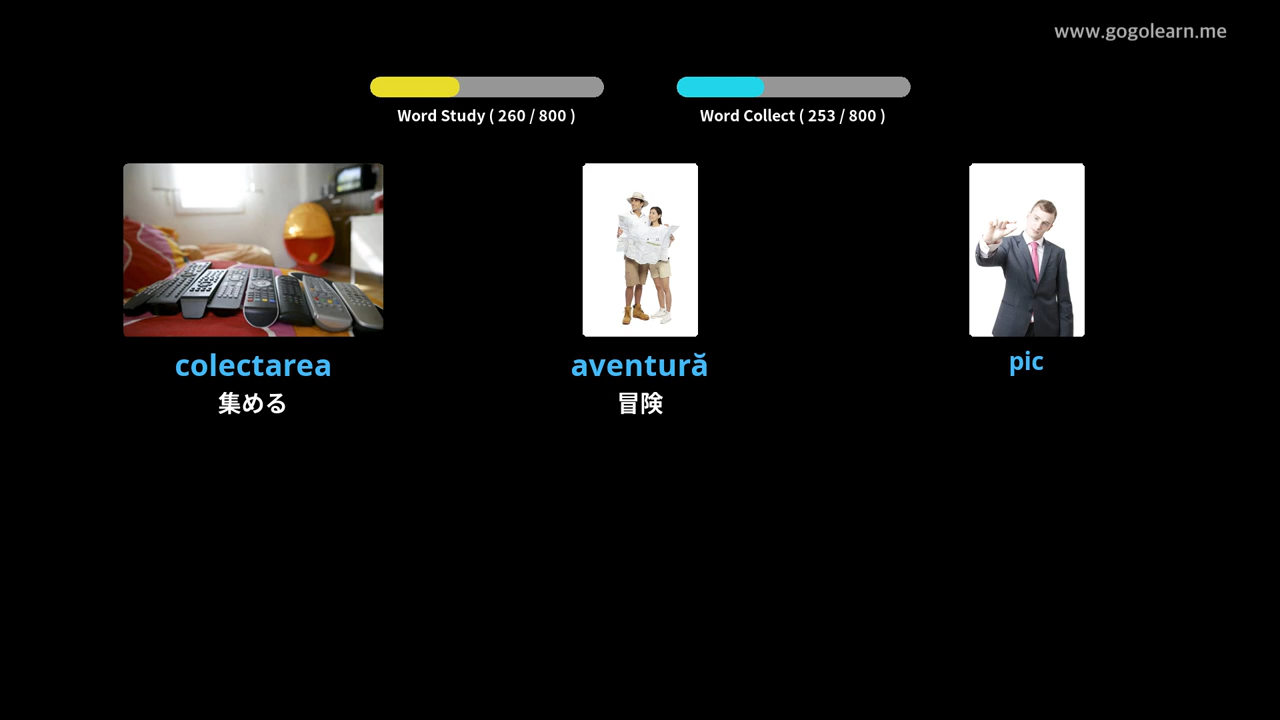 www.gogolearn.me
Word Study ( 260 / 800 )
Word Collect ( 253 / 800 )
colectarea
集める
aventură
冒険
pic